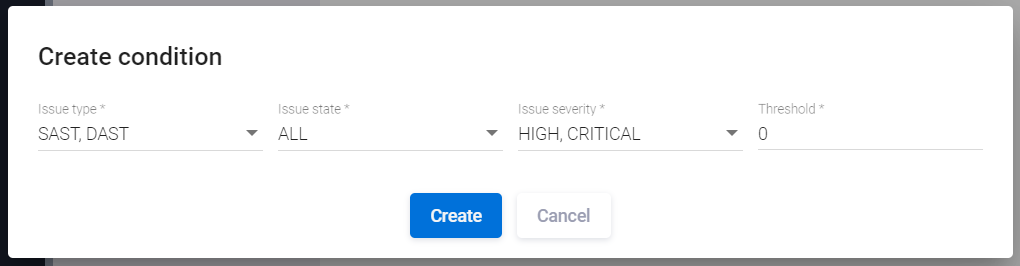 Create condition
Issue type * Issue state * Issue severity * Threshold *
SAST, DAST ALL HIGH, CRITICAL 0
Create Cancel